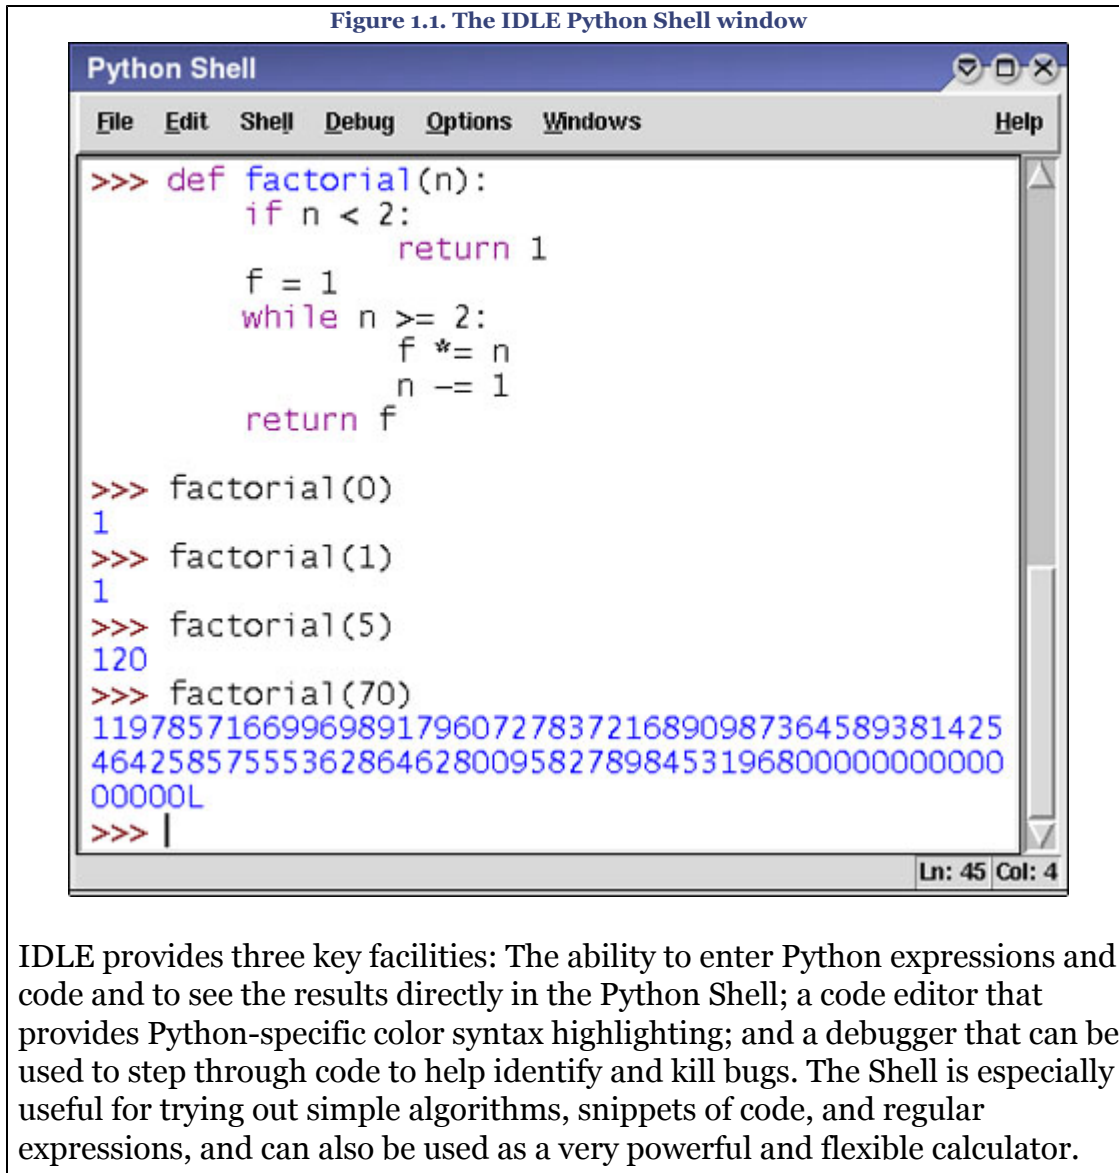 Figure 1.1. The IDLE Python Shell window
Python Shell
File Edit Shell Debug Options Windows Help
>>> def factorial(n):
if n < 2:
return 1
f = 1
while n >= 2:
f *= n
n -= 1
return f
>>> factorial(0)
1
>>> factorial(1)
1
>>> factorial(5)
120
>>> factorial(70)
119785716699698917960727837216890987364589381425
464258575553628646280095827898453196800000000000
00000L
>>>
Ln: 45 Col: 4
IDLE provides three key facilities: The ability to enter Python expressions and
code and to see the results directly in the Python Shell; a code editor that
provides Python-specific color syntax highlighting; and a debugger that can be
used to step through code to help identify and kill bugs. The Shell is especially
useful for trying out simple algorithms, snippets of code, and regular
expressions, and can also be used as a very powerful and flexible calculator.